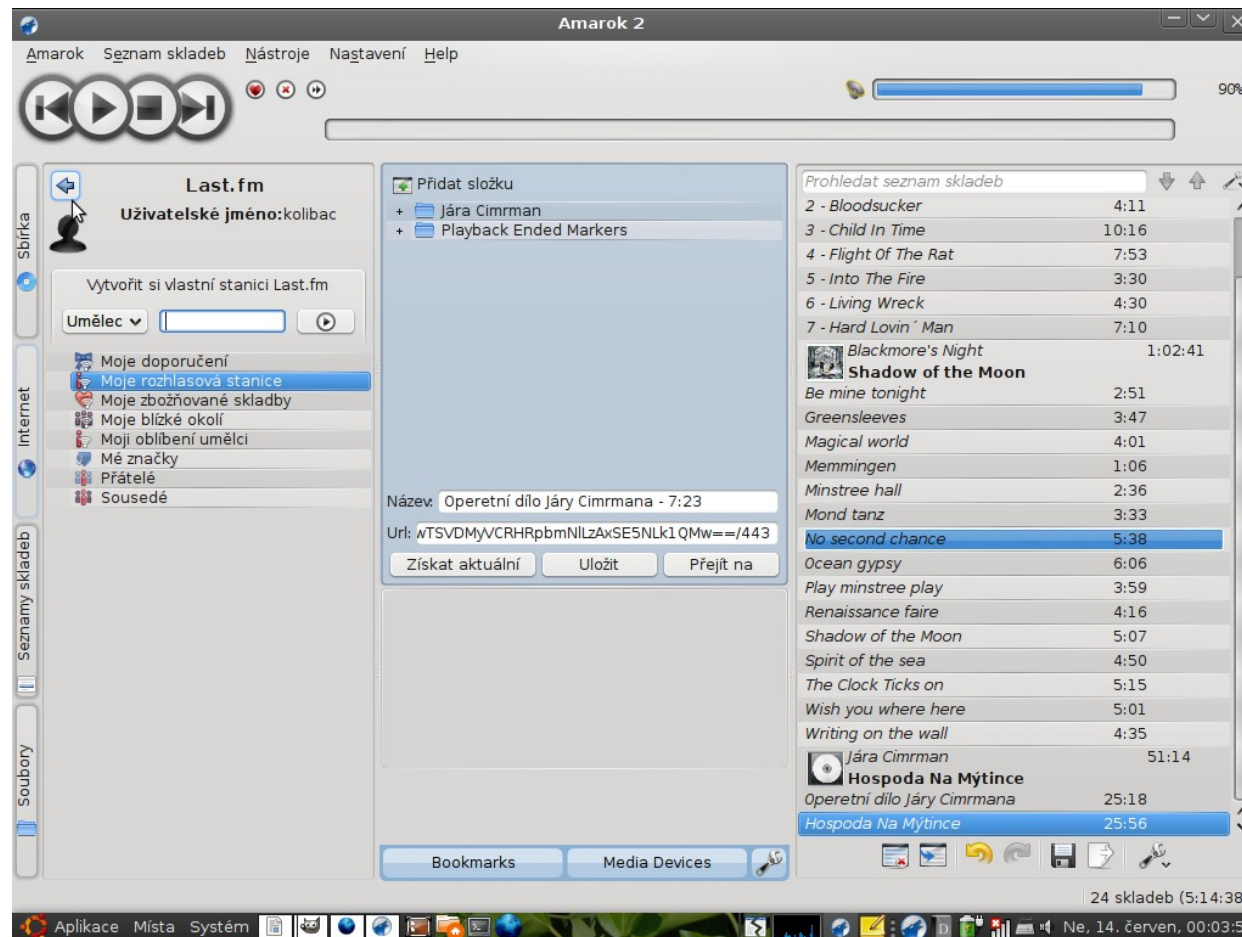 Amarok 2
Amarok Seznam skladeb Nástroje Nastavení Help
90%
Sbírka
Internet
Seznamy skladeb
Soubory
Last.fm
Uživatelské jméno:kolibac
Vytvořit si vlastní stanici Last.fm
Umělec
Moje doporučení
Moje rozhlasová stanice
Moje zbožňované skladby
Moje blízké okolí
Moji oblíbení umělci
Mé značky
Přátelé
Sousedé
Přidat složku
+ Jára Cimrman
+ Playback Ended Markers
Název: Operetní dílo Járy Cimrmana - 7:23
Url: wTSVDMyVCRHRpbmNlLzAxSE5NLk1QMw==/443
Získat aktuální Uložit Přejít na
Bookmarks Media Devices
Prohledat seznam skladeb
2 - Bloodsucker 4:11
3 - Child In Time 10:16
4 - Flight Of The Rat 7:53
5 - Into The Fire 3:30
6 - Living Wreck 4:30
7 - Hard Lovin´ Man 7:10
Blackmore's Night 1:02:41
Shadow of the Moon
Be mine tonight 2:51
Greensleeves 3:47
Magical world 4:01
Memmingen 1:06
Minstree hall 2:36
Mond tanz 3:33
No second chance 5:38
Ocean gypsy 6:06
Play minstree play 3:59
Renaissance faire 4:16
Shadow of the Moon 5:07
Spirit of the sea 4:50
The Clock Ticks on 5:15
Wish you where here 5:01
Writing on the wall 4:35
Jára Cimrman 51:14
Hospoda Na Mýtince
Operetní dílo Járy Cimrmana 25:18
Hospoda Na Mýtince 25:56
24 skladeb (5:14:38
Aplikace Místa Systém Ne, 14. červen, 00:03:5